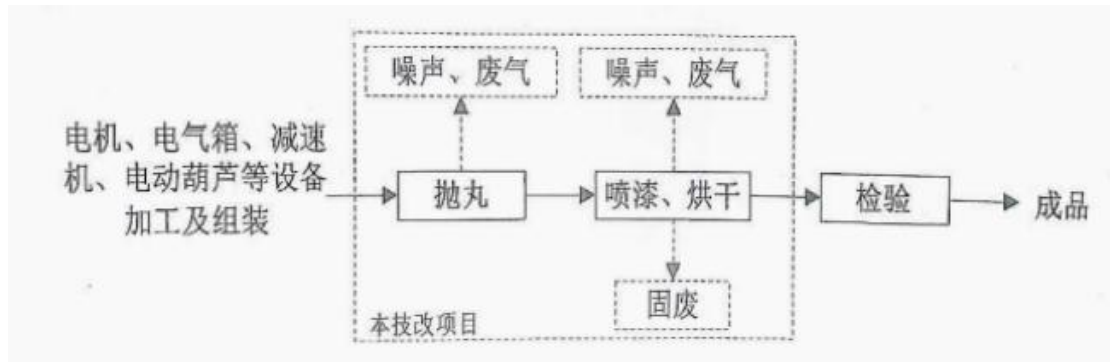 噪声、废气
噪声、废气
电机、电气箱、减速
机、电动葫芦等设备
加工及组装
抛丸
喷漆、烘干
检验
成品
固废
本技改项目